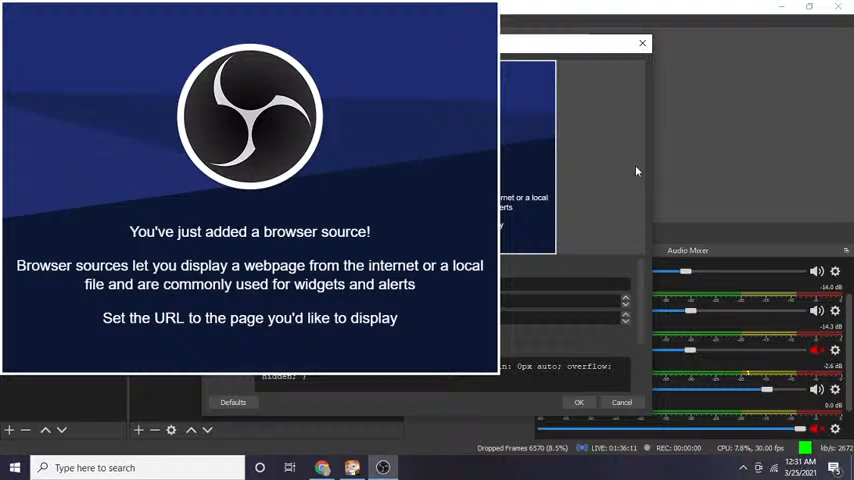 You've just added a browser source!
Browser sources let you display a webpage from the internet or a local
file and are commonly used for widgets and alerts
Set the URL to the page you'd like to display
rnet or a local
erts
y
Audio Mixer
-14.0 dB
-14.3 dB
-2.6 dB
0.0 dB
in: 0px auto; overflow:
hidden; }
Defaults
OK
Cancel
Dropped Frames 6570 (8.5%)
LIVE: 01:36:11
REC: 00:00:00
CPU: 7.8%, 30.00 fps
kb/s: 2672
Type here to search
12:31 AM
3/25/2021